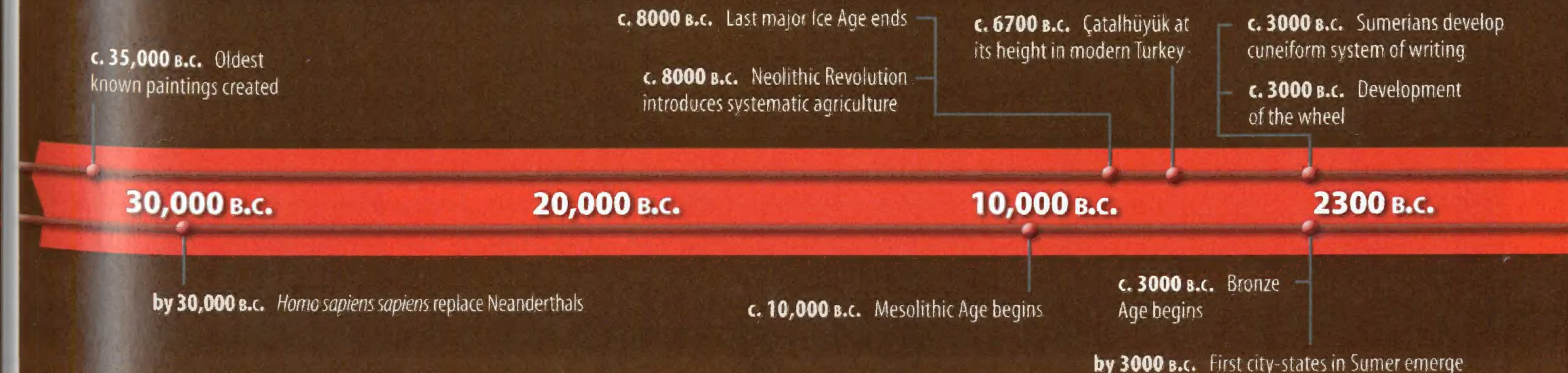 c. 8000 B.C. Last major Ice Age ends
c. 35,000 B.C. Oldest
known paintings created
c. 8000 B.C. Neolithic Revolution
introduces systematic agriculture
c. 6700 B.C. Çatalhüyük at
its height in modern Turkey
c. 3000 B.C. Sumerians develop
cuneiform system of writing
c. 3000 B.C. Development
of the wheel
30,000 B.C.
20,000 B.C.
10,000 B.C.
2300 B.C.
by 30,000 B.C. Homo sapiens sapiens replace Neanderthals
c. 10,000 B.C. Mesolithic Age begins
c. 3000 B.C. Bronze
Age begins
by 3000 B.C. First city-states in Sumer emerge